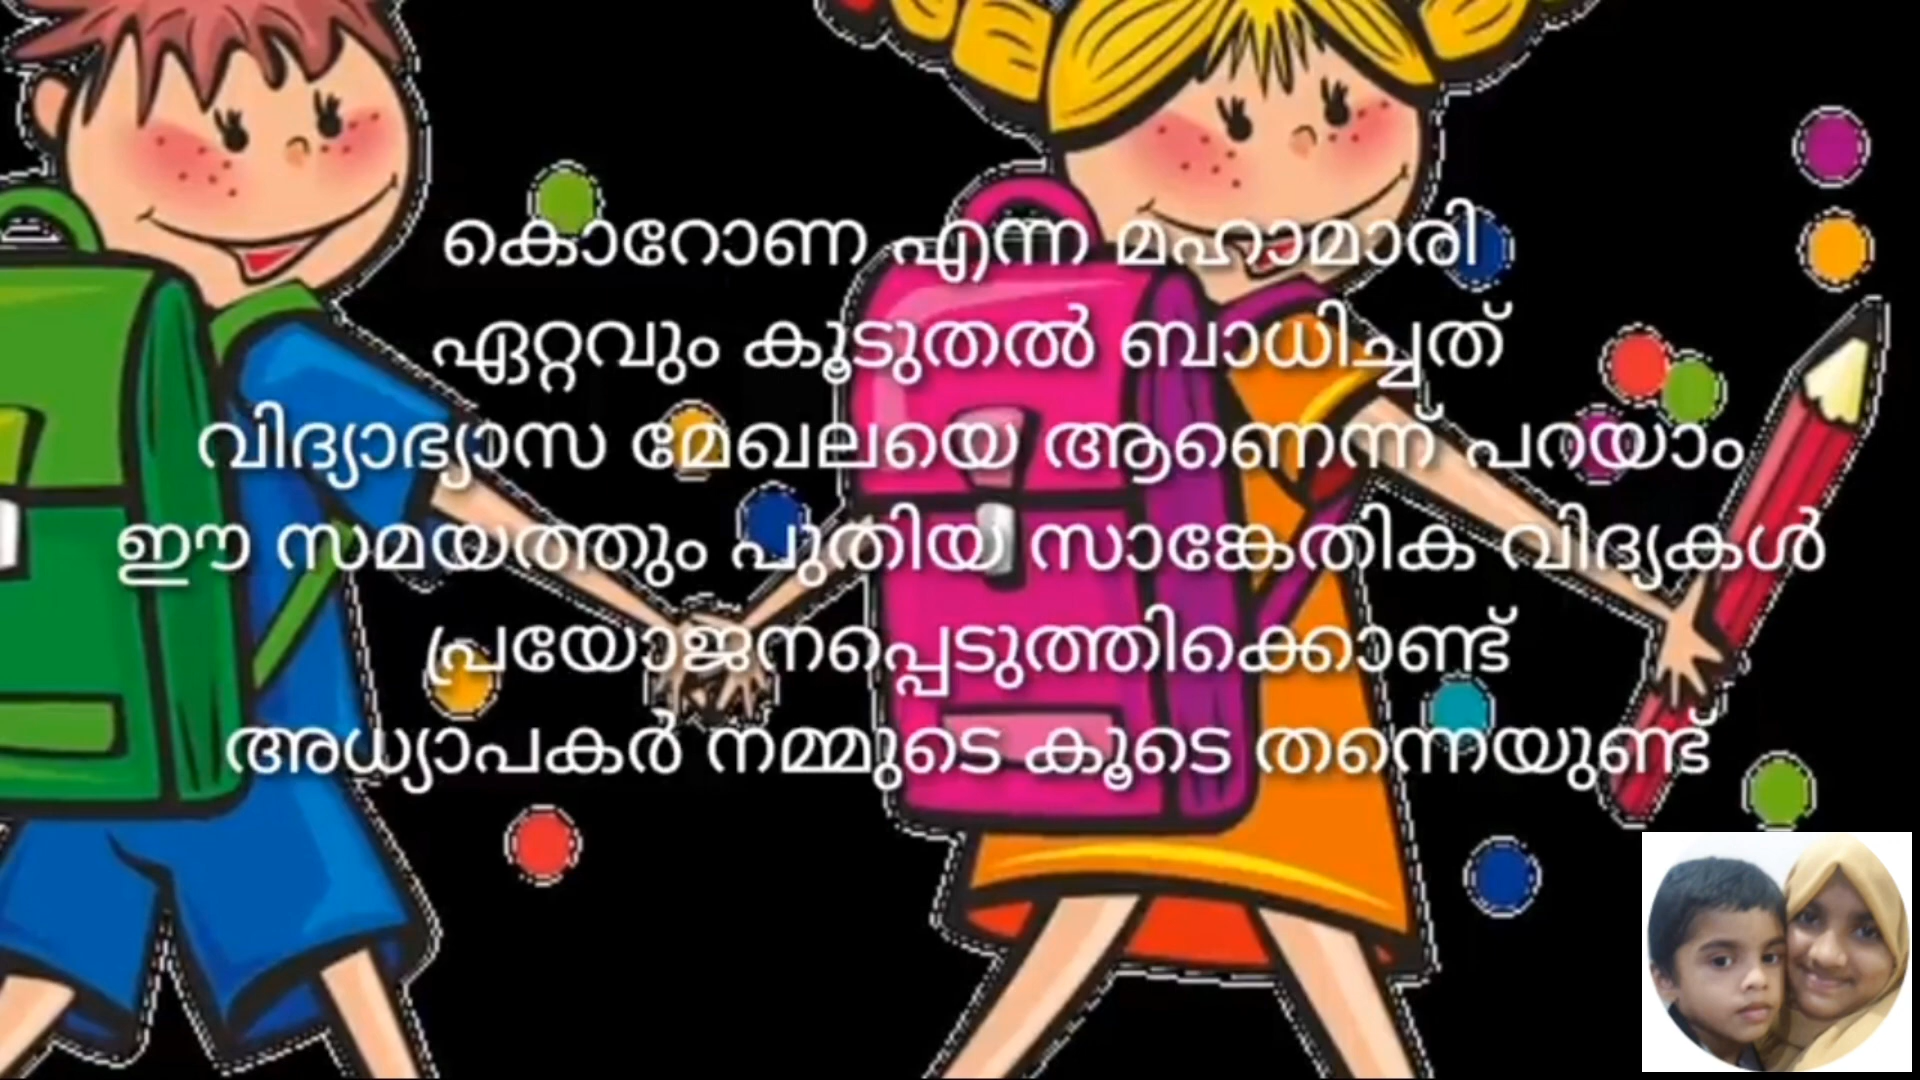 കൊറോണ എന്ന മഹാമാരി
ഏറ്റവും കൂടുതൽ ബാധിച്ചത്
വിദ്യാഭ്യാസ മേഖലയെ ആണെന്ന് പറയാം
ഈ സമയത്തും പുതിയ സാങ്കേതിക വിദ്യകൾ
പ്രയോജനപ്പെടുത്തിക്കൊണ്ട്
അധ്യാപകർ നമ്മുടെ കൂടെ തന്നെയുണ്ട്